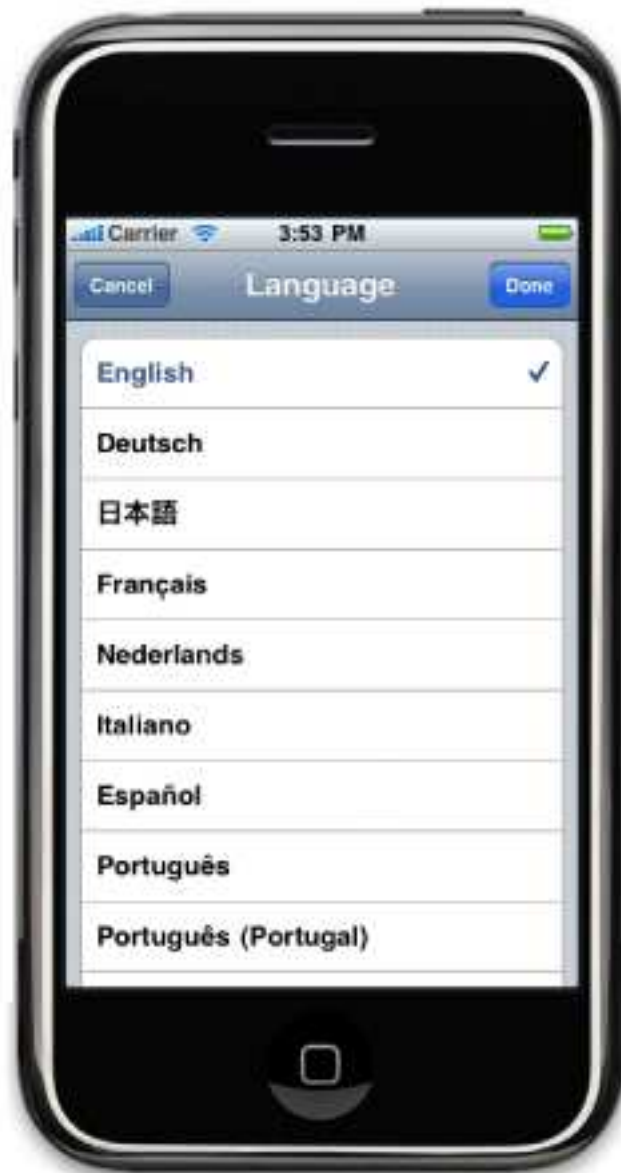 Carrier 3:53 PM
Cancel Language Done
English
Deutsch
日本語
Français
Nederlands
Italiano
Español
Português
Português (Portugal)